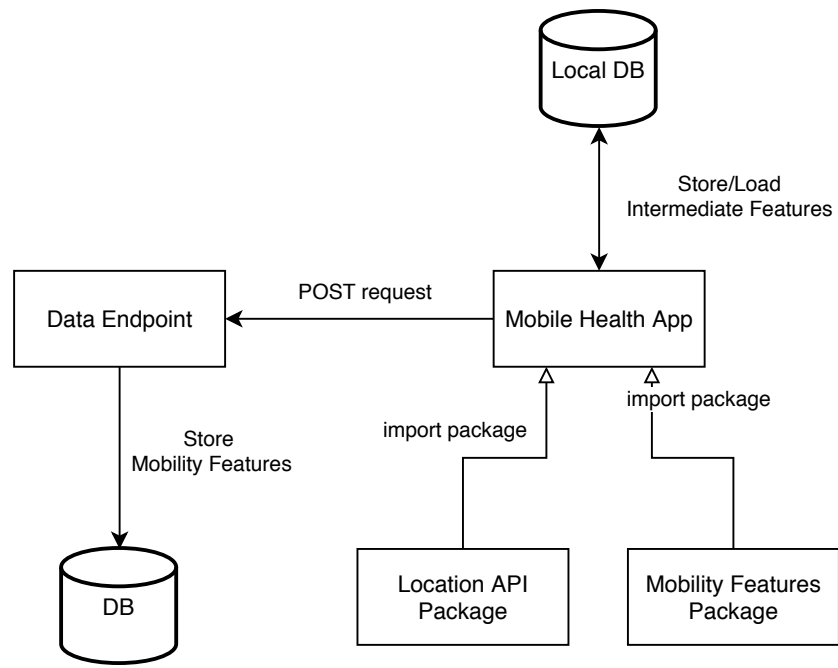 Local DB
Store/Load
Intermediate Features
POST request
Data Endpoint
Mobile Health App
import package
import package
Store
Mobility Features
Location API
Package
Mobility Features
Package
DB